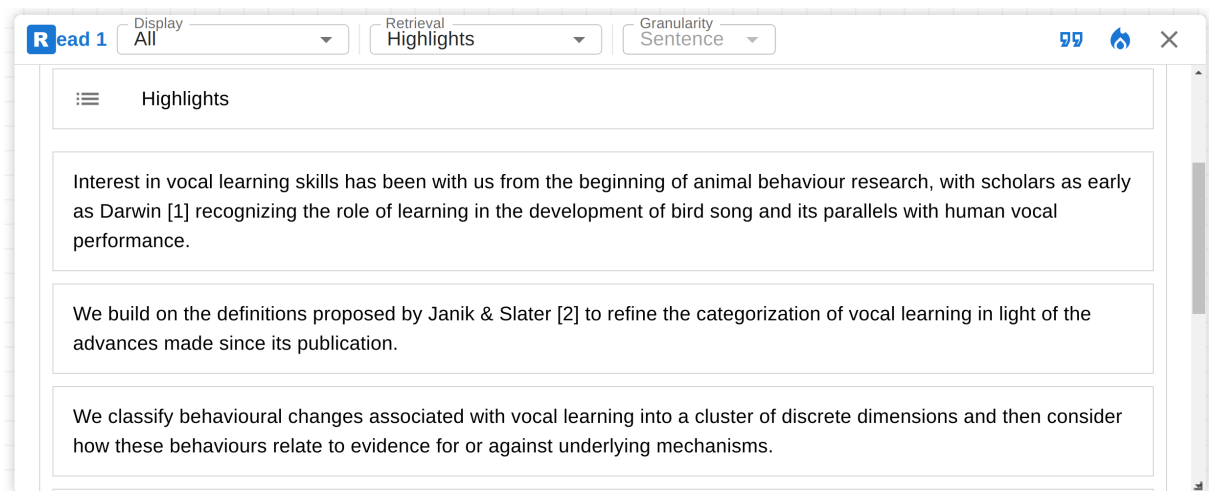 Display Retrieval Granularity
Read 1 All Highlights Sentence
Highlights
Interest in vocal learning skills has been with us from the beginning of animal behaviour research, with scholars as early
as Darwin [1] recognizing the role of learning in the development of bird song and its parallels with human vocal
performance.
We build on the definitions proposed by Janik & Slater [2] to refine the categorization of vocal learning in light of the
advances made since its publication.
We classify behavioural changes associated with vocal learning into a cluster of discrete dimensions and then consider
how these behaviours relate to evidence for or against underlying mechanisms.